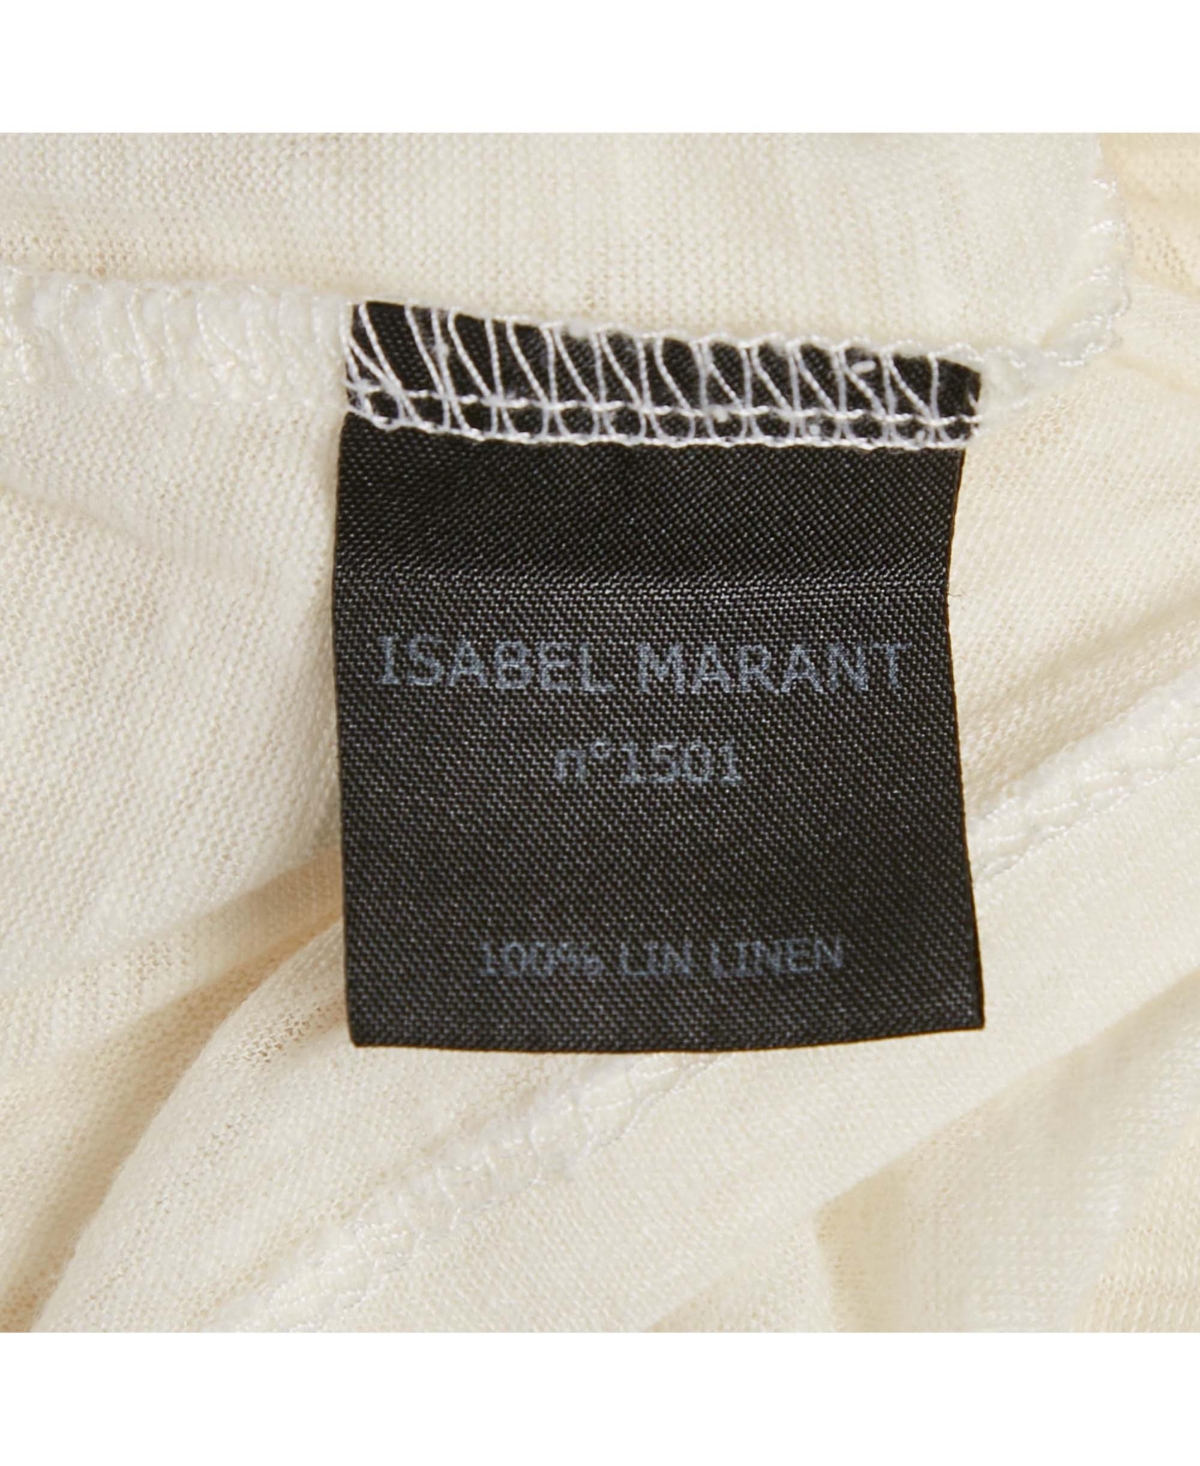 ISABEL MARANT
n°1501
100% LIN LINEN